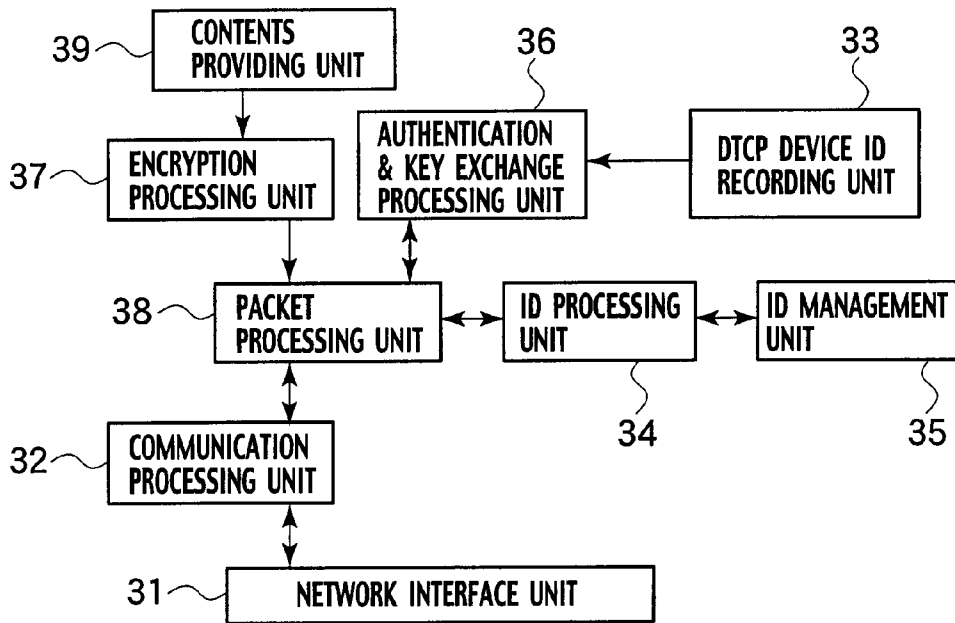 39
CONTENTS
PROVIDING UNIT
36
33
37
ENCRYPTION
PROCESSING UNIT
AUTHENTICATION
& KEY EXCHANGE
PROCESSING UNIT
DTCP DEVICE ID
RECORDING UNIT
38
PACKET
PROCESSING UNIT
ID PROCESSING
UNIT
ID MANAGEMENT
UNIT
34
35
32
COMMUNICATION
PROCESSING UNIT
31
NETWORK INTERFACE UNIT